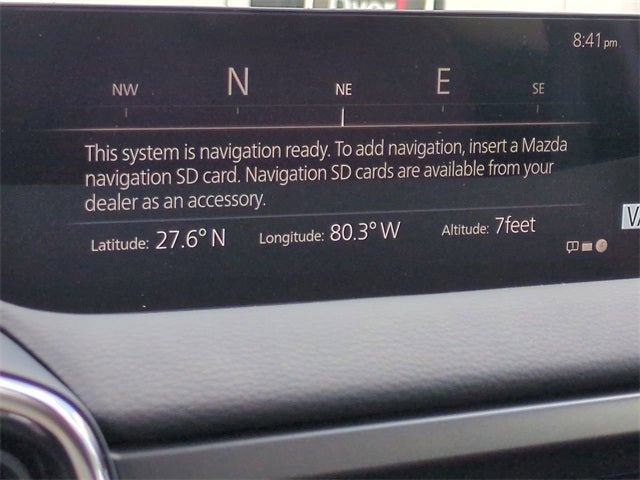 Dyer
8:41 pm
NW N NE E SE
This system is navigation ready. To add navigation, insert a Mazda
navigation SD card. Navigation SD cards are available from your
dealer as an accessory.
Latitude: 27.6° N Longitude: 80.3° W Altitude: 7feet